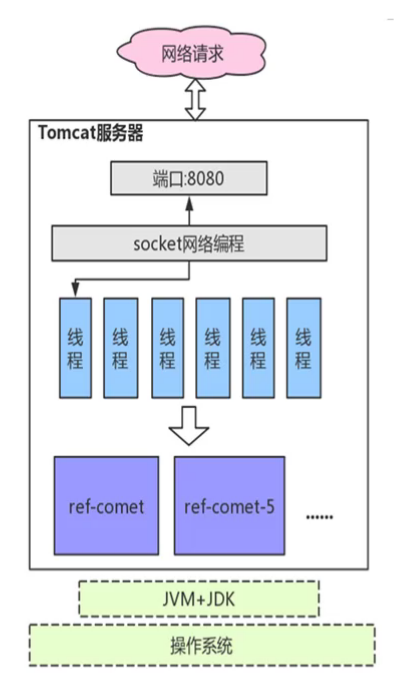 网络请求
Tomcat服务器
端口:8080
socket网络编程
线程
线程
线程
线程
线程
线程
ref-comet
ref-comet-5
......
JVM+JDK
操作系统